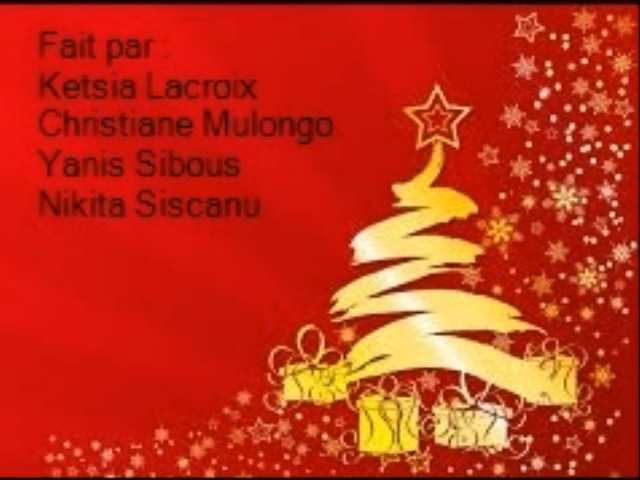 Fait par :
Ketsia Lacroix
Christiane Mulongo
Yanis Sibous
Nikita Siscanu